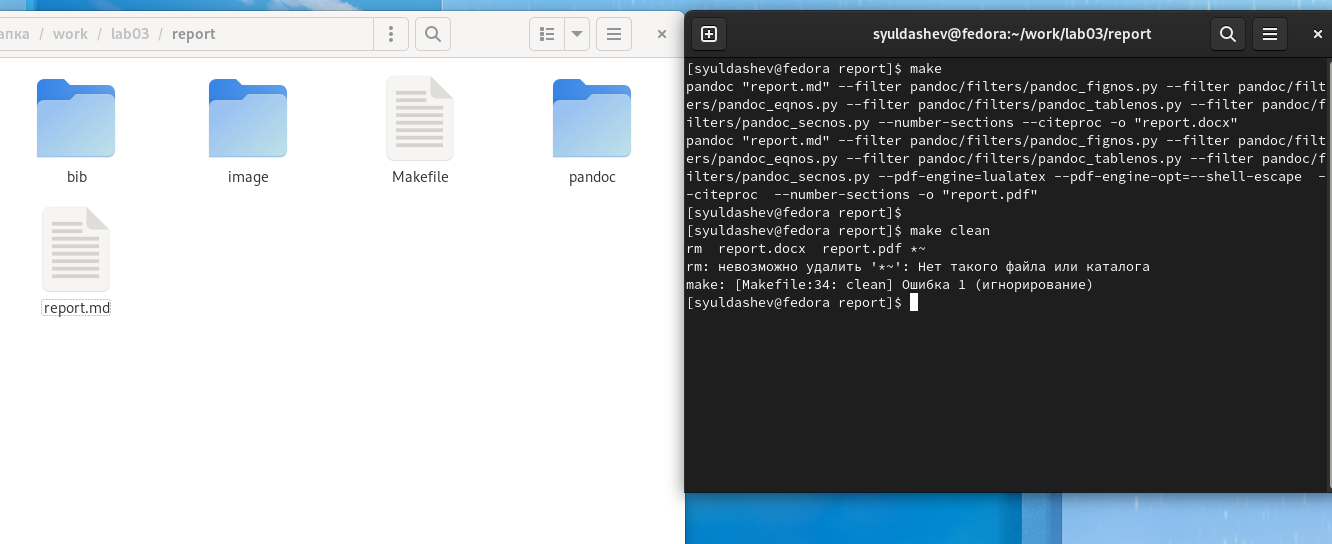 апка / work / lab03 / report
bib
image
Makefile
pandoc
report.md
syuldashev@fedora:~/work/lab03/report
[syuldashev@fedora report]$ make
pandoc "report.md" --filter pandoc/filters/pandoc_fignos.py --filter pandoc/filt
ers/pandoc_eqnos.py --filter pandoc/filters/pandoc_tablenos.py --filter pandoc/f
ilters/pandoc_secnos.py --number-sections --citeproc -o "report.docx"
pandoc "report.md" --filter pandoc/filters/pandoc_fignos.py --filter pandoc/filt
ers/pandoc_eqnos.py --filter pandoc/filters/pandoc_tablenos.py --filter pandoc/f
ilters/pandoc_secnos.py --pdf-engine=lualatex --pdf-engine-opt=--shell-escape  -
-citeproc  --number-sections -o "report.pdf"
[syuldashev@fedora report]$
[syuldashev@fedora report]$ make clean
rm  report.docx  report.pdf *~
rm: невозможно удалить '*~': Нет такого файла или каталога
make: [Makefile:34: clean] Ошибка 1 (игнорирование)
[syuldashev@fedora report]$